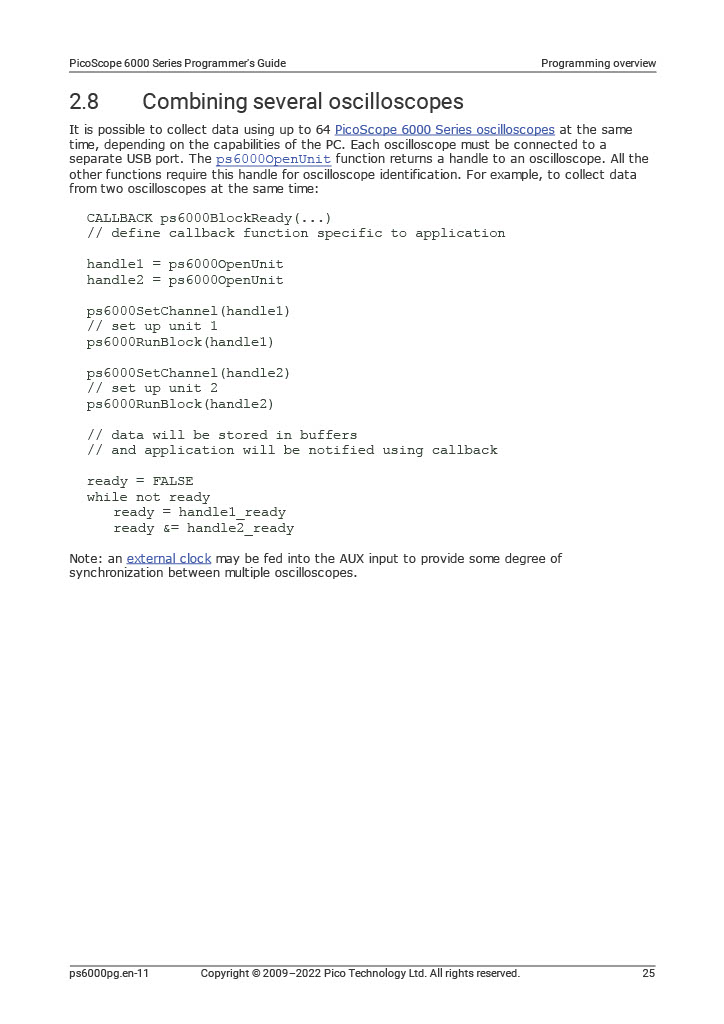 PicoScope 6000 Series Programmer's Guide Programming overview
2.8 Combining several oscilloscopes
It is possible to collect data using up to 64 PicoScope 6000 Series oscilloscopes at the same
time, depending on the capabilities of the PC. Each oscilloscope must be connected to a
separate USB port. The ps6000OpenUnit function returns a handle to an oscilloscope. All the
other functions require this handle for oscilloscope identification. For example, to collect data
from two oscilloscopes at the same time:
CALLBACK ps6000BlockReady(...)
// define callback function specific to application
handle1 = ps6000OpenUnit
handle2 = ps6000OpenUnit
ps6000SetChannel(handle1)
// set up unit 1
ps6000RunBlock(handle1)
ps6000SetChannel(handle2)
// set up unit 2
ps6000RunBlock(handle2)
// data will be stored in buffers
// and application will be notified using callback
ready = FALSE
while not ready
ready = handle1_ready
ready &= handle2_ready
Note: an external clock may be fed into the AUX input to provide some degree of
synchronization between multiple oscilloscopes.
ps6000pg.en-11 Copyright © 2009–2022 Pico Technology Ltd. All rights reserved. 25